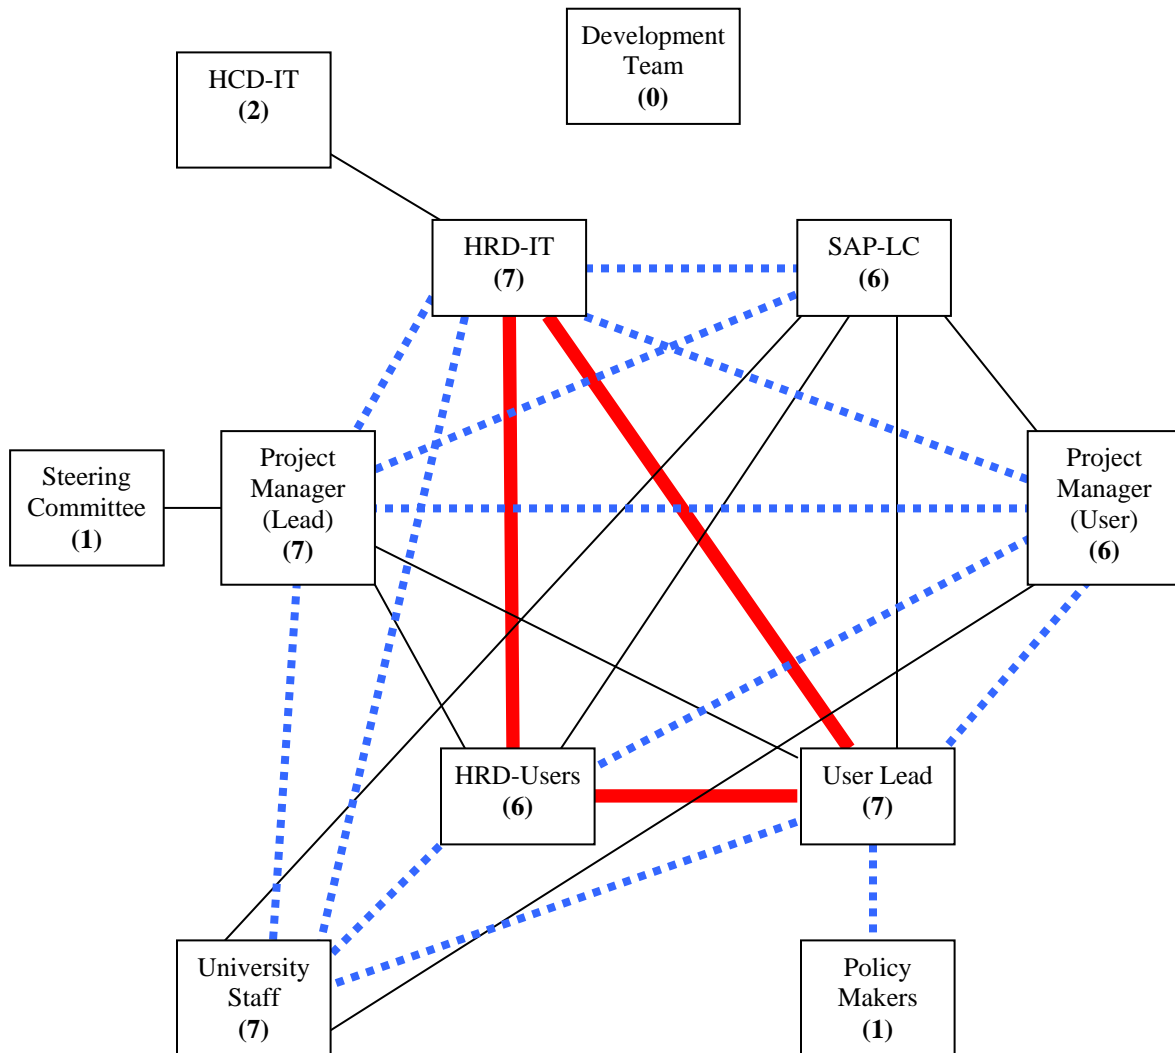 Development
Team
(0)
HCD-IT
(2)
HRD-IT
(7)
SAP-LC
(6)
Steering
Committee
(1)
Project
Manager
(Lead)
(7)
Project
Manager
(User)
(6)
HRD-Users
(6)
User Lead
(7)
University
Staff
(7)
Policy
Makers
(1)